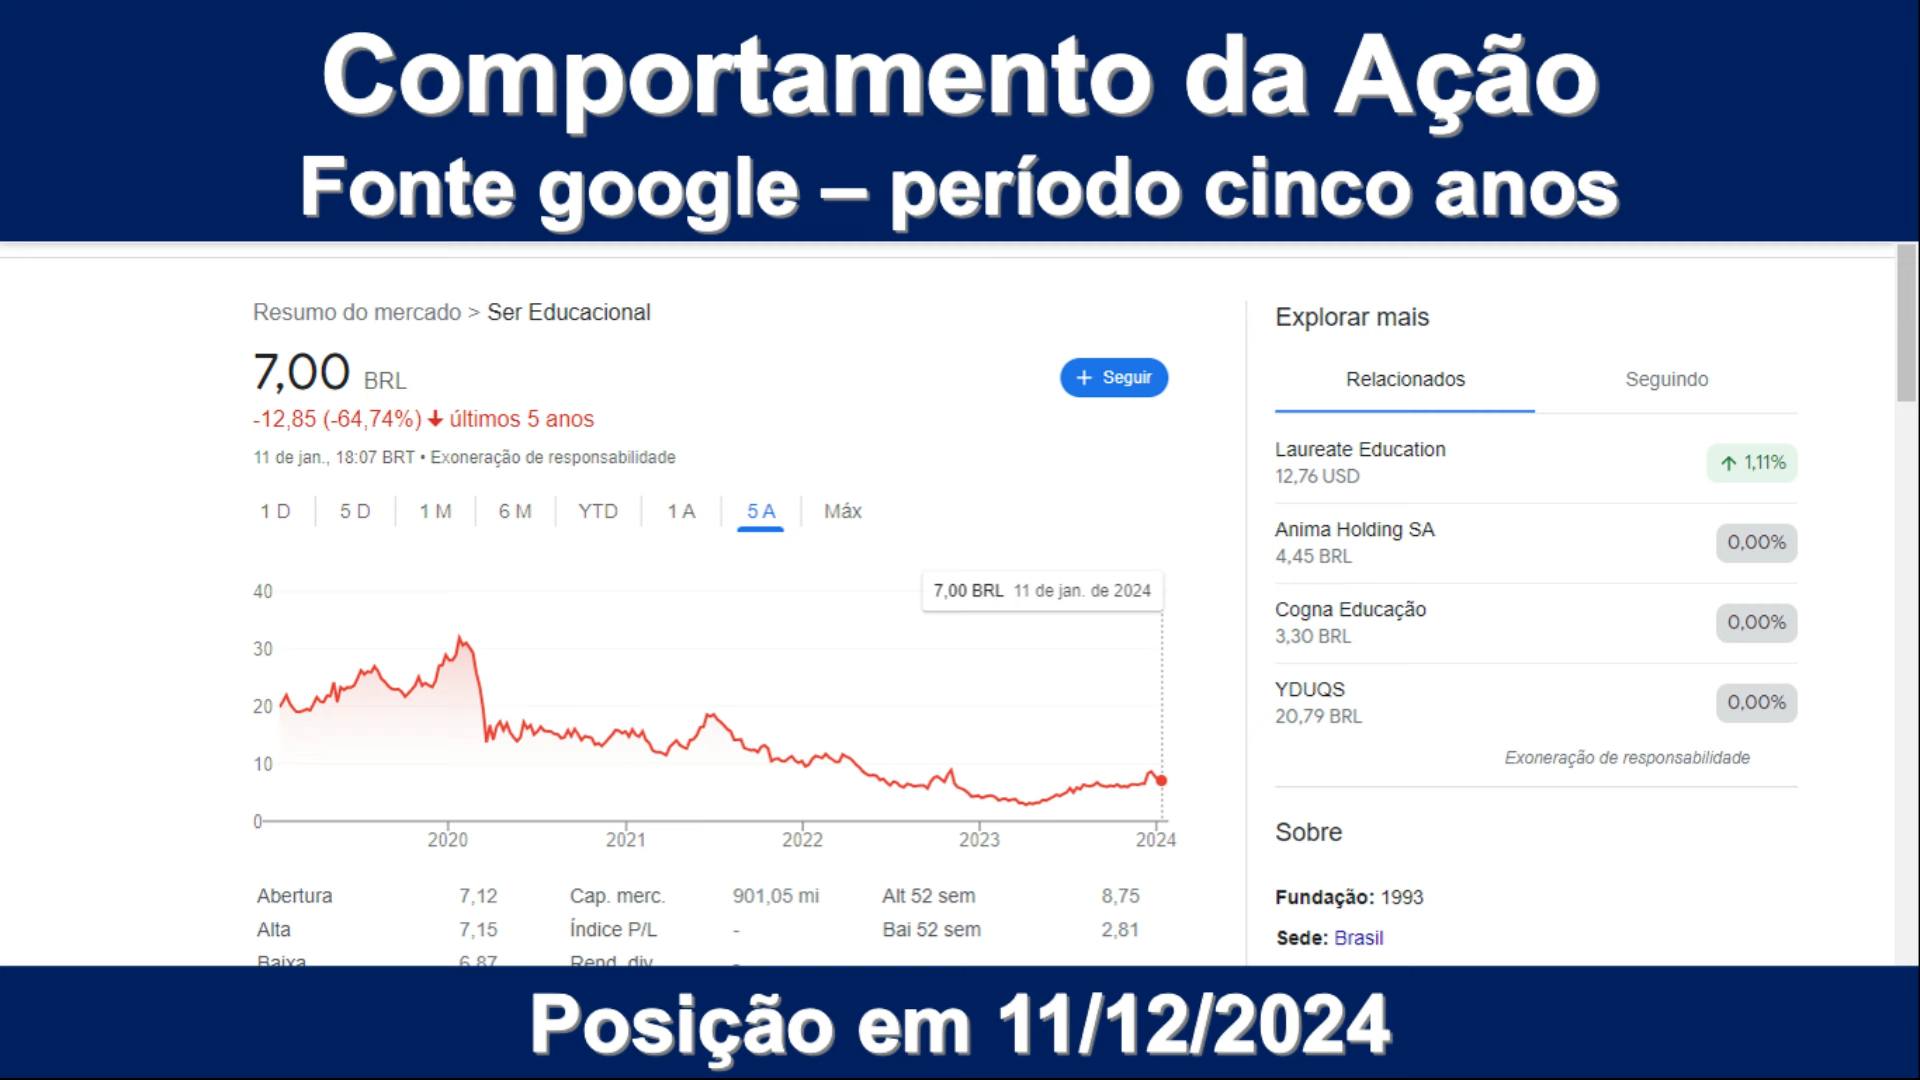 Comportamento da Ação
Fonte google – período cinco anos
Resumo do mercado > Ser Educacional
7,00 BRL
+ Seguir
-12,85 (-64,74%) ↓ últimos 5 anos
11 de jan., 18:07 BRT • Exoneração de responsabilidade
1 D 5 D 1 M 6 M YTD 1 A 5 A Máx
7,00 BRL 11 de jan. de 2024
40
30
20
10
0
2020 2021 2022 2023 2024
Abertura 7,12 Cap. merc. 901,05 mi Alt 52 sem 8,75
Alta 7,15 Índice P/L - Bai 52 sem 2,81
Baixa 6,87 Rend. div. -
Explorar mais
Relacionados Seguindo
Laureate Education
12,76 USD
↑ 1,11%
Anima Holding SA
4,45 BRL
0,00%
Cogna Educação
3,30 BRL
0,00%
YDUQS
20,79 BRL
0,00%
Exoneração de responsabilidade
Sobre
Fundação: 1993
Sede: Brasil
Posição em 11/12/2024